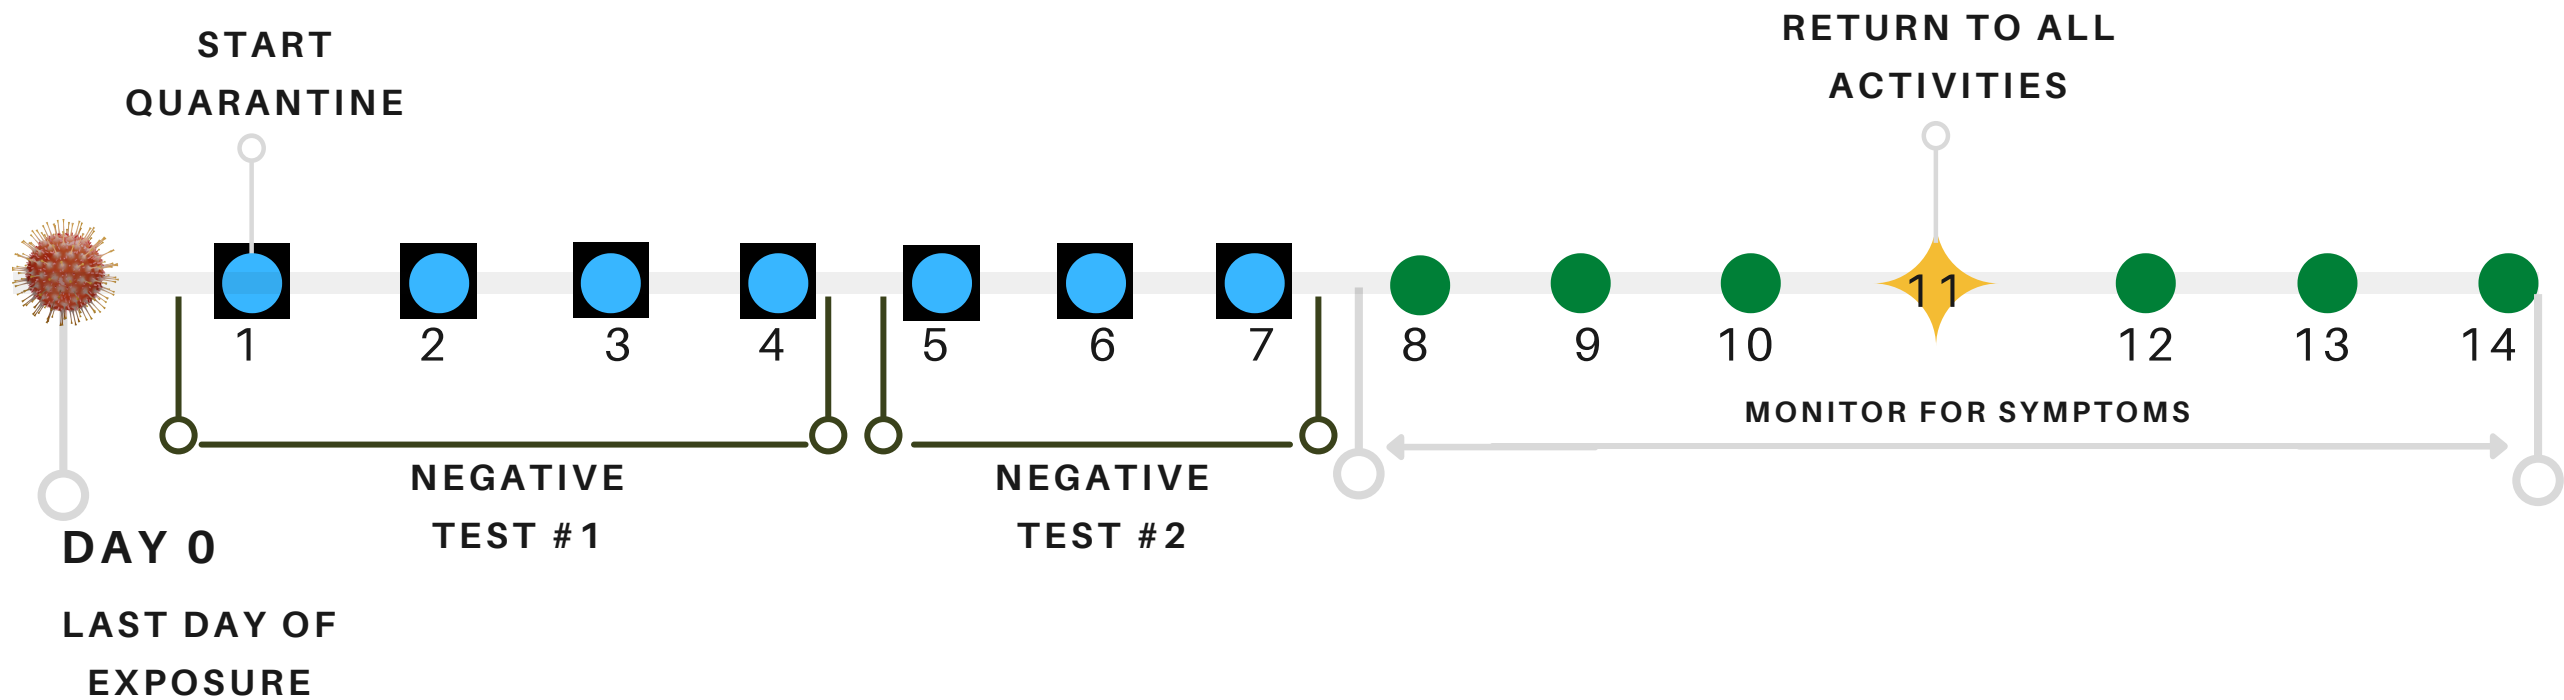 START
QUARANTINE
RETURN TO ALL
ACTIVITIES
1 2 3 4 5 6 7 8 9 10 11 12 13 14
MONITOR FOR SYMPTOMS
NEGATIVE
TEST #1
NEGATIVE
TEST #2
DAY 0
LAST DAY OF
EXPOSURE